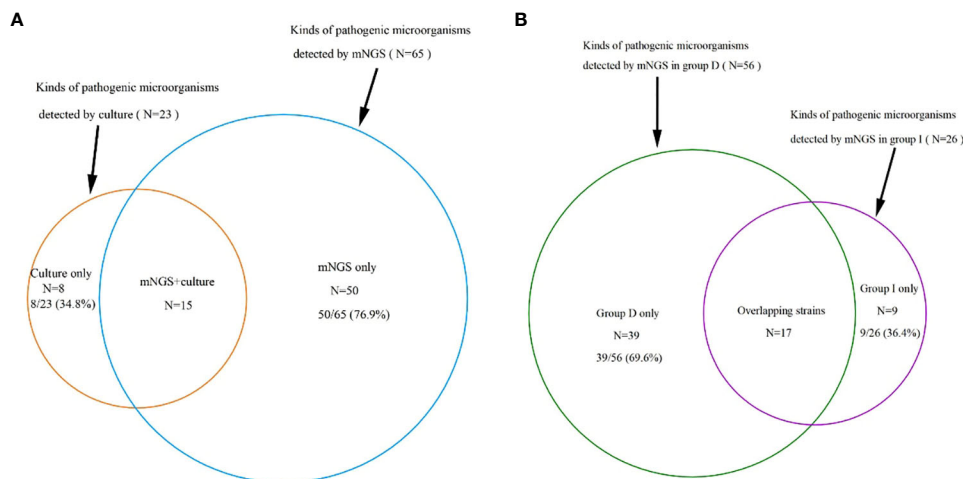 A
Kinds of pathogenic microorganisms
detected by mNGS ( N=65)
Kinds of pathogenic microorganisms
detected by culture ( N=23)
Culture only
N=8
8/23 (34.8%)
mNGS+culture
N=15
mNGS only
N=50
50/65 (76.9%)
B
Kinds of pathogenic microorganisms
detected by mNGS in group D (N=56)
Kinds of pathogenic microorganisms
detected by mNGS in group I ( N=26)
Group D only
N=39
39/56 (69.6%)
Overlapping strains
N=17
Group I only
N=9
9/26 (36.4%)